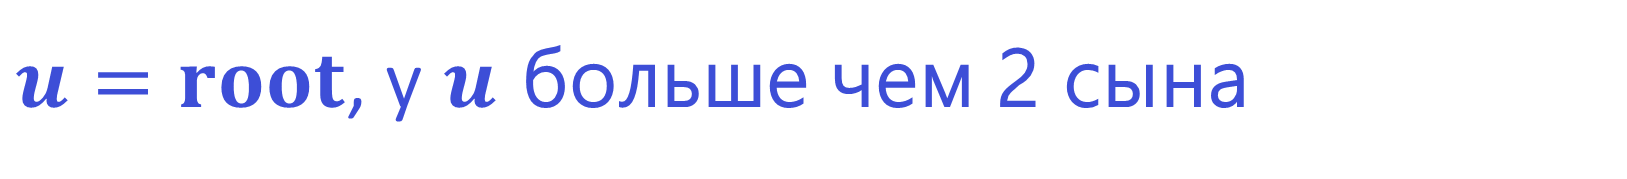 u = root, у u больше чем 2 сына